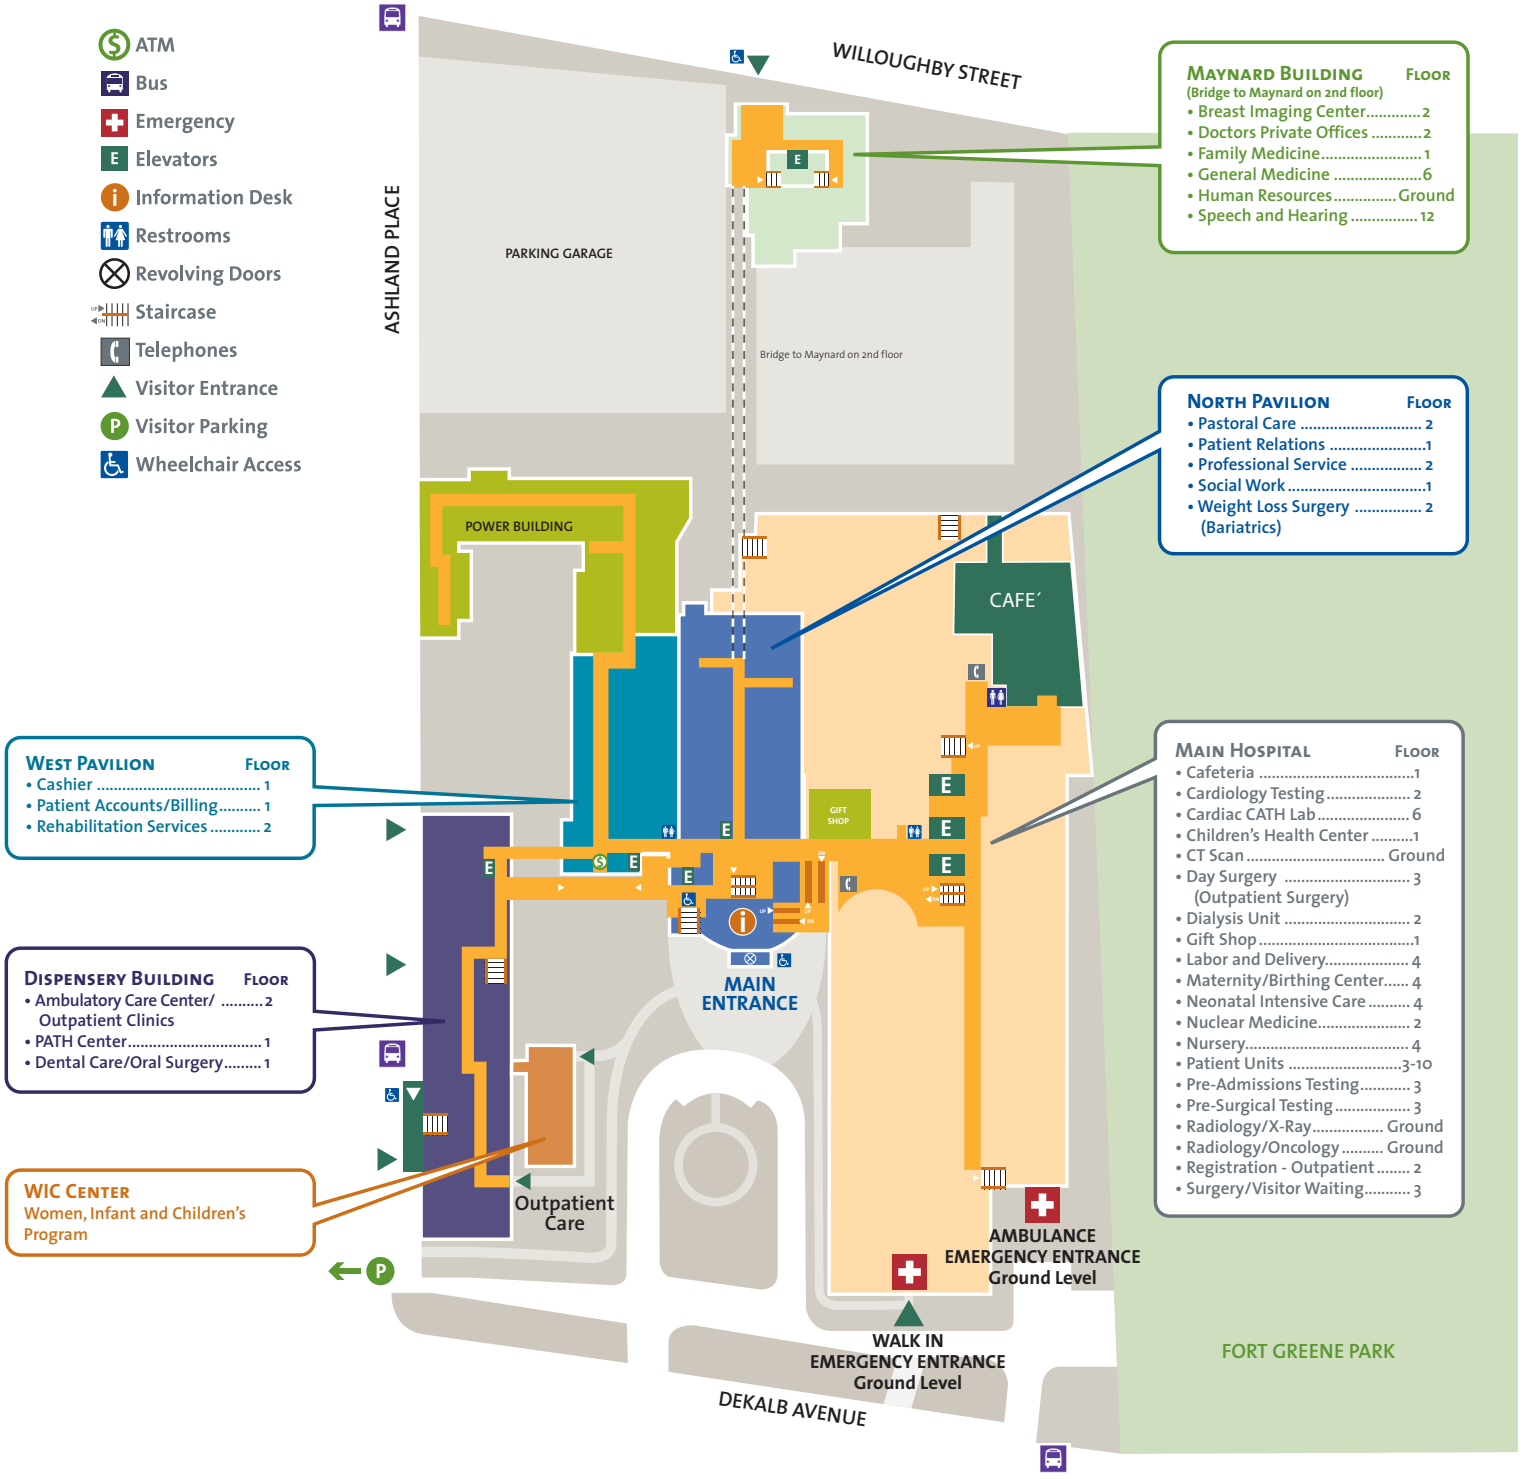 ATM
Bus
Emergency
E Elevators
i Information Desk
Restrooms
Revolving Doors
UP DN Staircase
Telephones
Visitor Entrance
P Visitor Parking
Wheelchair Access
WILLOUGHBY STREET
ASHLAND PLACE
PARKING GARAGE
E
Bridge to Maynard on 2nd floor
MAYNARD BUILDING FLOOR
(Bridge to Maynard on 2nd floor)
• Breast Imaging Center.............2
• Doctors Private Offices ............2
• Family Medicine........................ 1
• General Medicine .....................6
• Human Resources...............Ground
• Speech and Hearing ................12
NORTH PAVILION FLOOR
• Pastoral Care ............................. 2
• Patient Relations .......................1
• Professional Service ................. 2
• Social Work.................................1
• Weight Loss Surgery ................ 2
(Bariatrics)
POWER BUILDING
CAFE´
WEST PAVILION FLOOR
• Cashier ....................................... 1
• Patient Accounts/Billing.......... 1
• Rehabilitation Services............ 2
GIFT
SHOP
UP
E
E
E
E
E
E
E
DN
UP
DN
UP
UP
DN
i
MAIN
ENTRANCE
MAIN HOSPITAL FLOOR
• Cafeteria .....................................1
• Cardiology Testing..................... 2
• Cardiac CATH Lab...................... 6
• Children's Health Center ..........1
• CT Scan................................. Ground
• Day Surgery .............................. 3
(Outpatient Surgery)
• Dialysis Unit .............................. 2
• Gift Shop.....................................1
• Labor and Delivery.................... 4
• Maternity/Birthing Center...... 4
• Neonatal Intensive Care .......... 4
• Nuclear Medicine...................... 2
• Nursery....................................... 4
• Patient Units ...........................3-10
• Pre-Admissions Testing............ 3
• Pre-Surgical Testing.................. 3
• Radiology/X-Ray................. Ground
• Radiology/Oncology.......... Ground
• Registration - Outpatient........ 2
• Surgery/Visitor Waiting........... 3
DISPENSERY BUILDING FLOOR
• Ambulatory Care Center/ ..........2
Outpatient Clinics
• PATH Center................................ 1
• Dental Care/Oral Surgery......... 1
WIC CENTER
Women, Infant and Children's
Program
Outpatient
Care
P
AMBULANCE
EMERGENCY ENTRANCE
Ground Level
WALK IN
EMERGENCY ENTRANCE
Ground Level
FORT GREENE PARK
DEKALB AVENUE